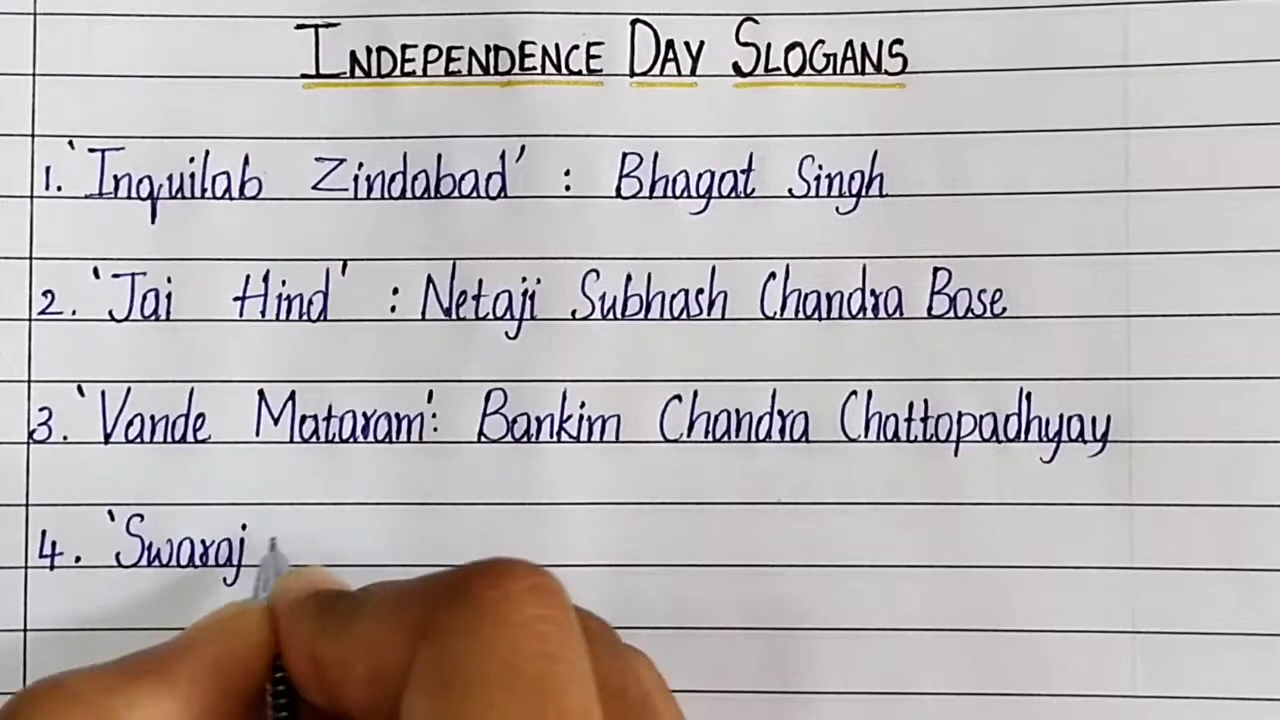 INDEPENDENCE DAY SLOGANS
1. 'Inquilab Zindabad' : Bhagat Singh
2. 'Jai Hind' : Netaji Subhash Chandra Base
3. 'Vande Mataram': Bankim Chandra Chattopadhyay
4. 'Swaraj